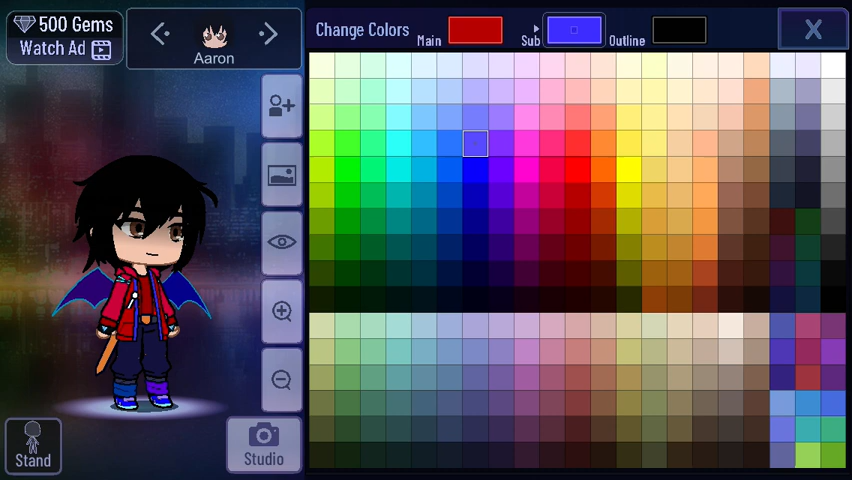 500 Gems
Watch Ad
Aaron
Change Colors
Main
Sub
Outline
X
Stand
Studio